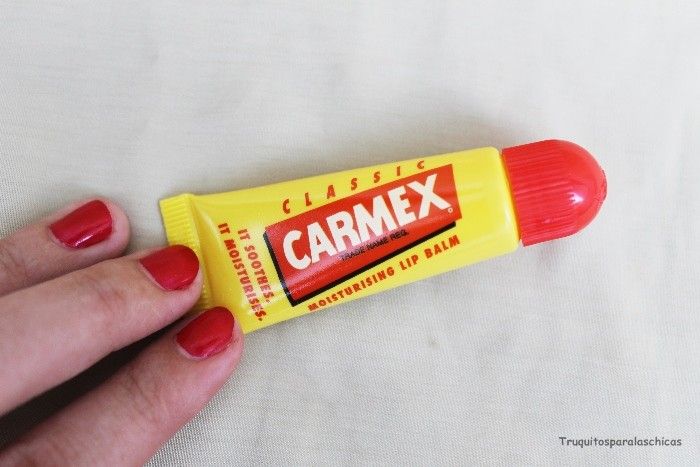 CLASSIC
CARMEX
TRADE NAME REG.
MOISTURISING LIP BALM
IT SOOTHES.
IT MOISTURISES.
Truquitosparalaschicas